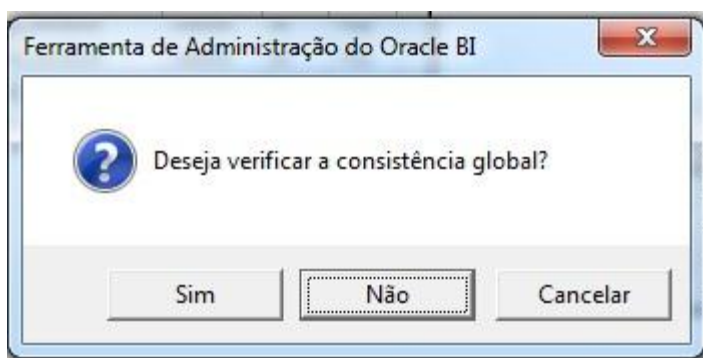 Ferramenta de Administração do Oracle BI
Deseja verificar a consistência global?
Sim
Não
Cancelar